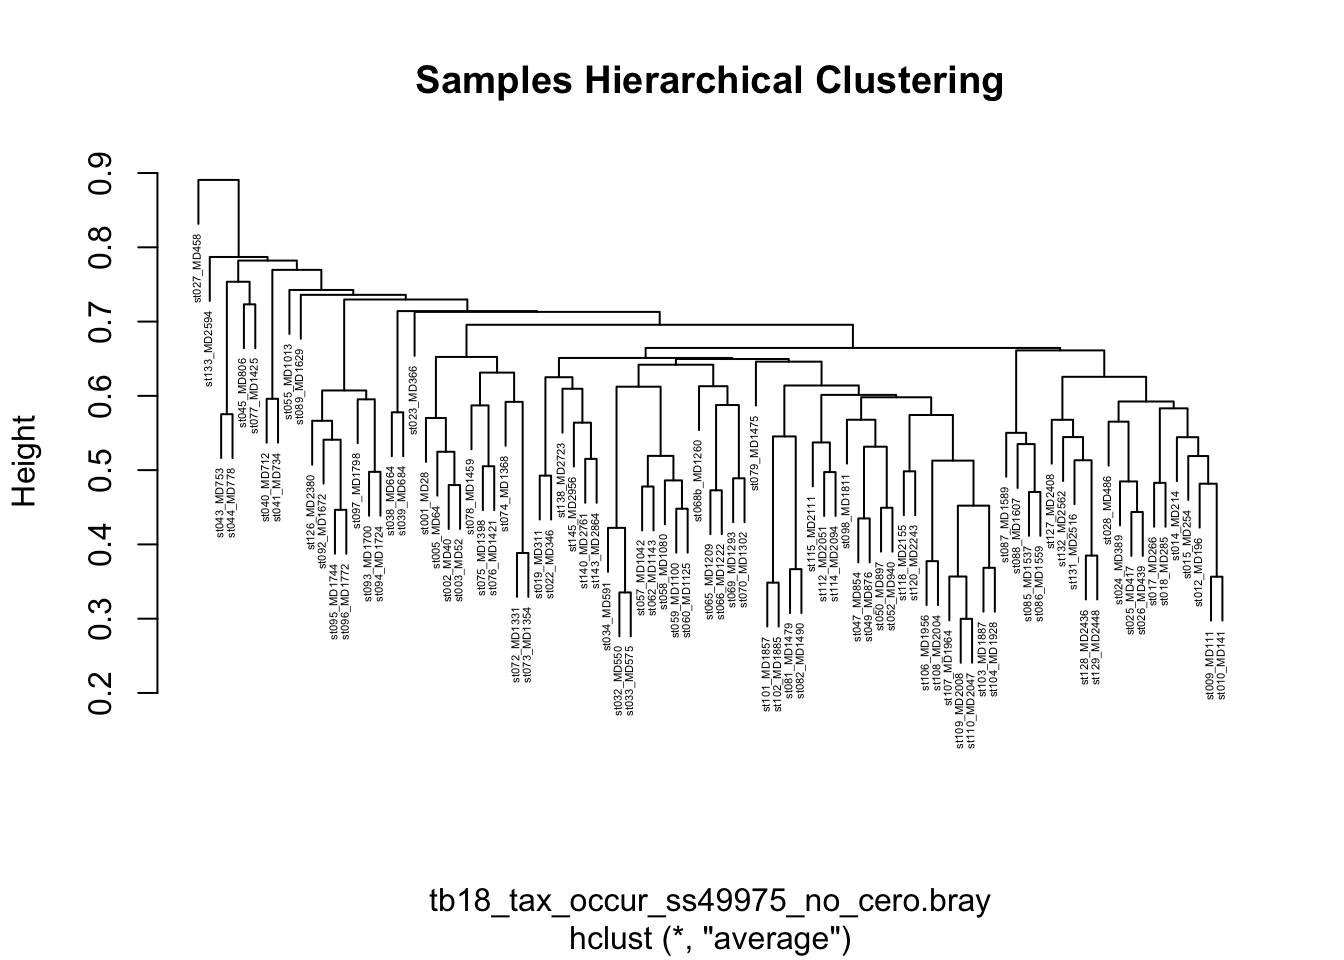 Samples Hierarchical Clustering
Height
0.9
0.8
0.7
0.6
0.5
0.4
0.3
0.2
st027_MD458
st133_MD2594
st043_MD753
st044_MD778
st045_MD806
st077_MD1425
st040_MD712
st041_MD734
st055_MD1013
st089_MD1629
st126_MD2380
st092_MD1672
st095_MD1744
st096_MD1772
st097_MD1798
st093_MD1700
st094_MD1724
st038_MD664
st039_MD684
st023_MD366
st001_MD28
st005_MD64
st002_MD40
st003_MD52
st078_MD1459
st075_MD1398
st076_MD1421
st074_MD1368
st072_MD1331
st073_MD1354
st019_MD311
st022_MD346
st138_MD2723
st145_MD2956
st140_MD2761
st143_MD2864
st034_MD591
st032_MD550
st033_MD575
st057_MD1042
st062_MD1143
st058_MD1080
st059_MD1100
st060_MD1125
st068b_MD1260
st065_MD1209
st066_MD1222
st069_MD1293
st070_MD1302
st079_MD1475
st101_MD1857
st102_MD1885
st081_MD1479
st082_MD1490
st115_MD2111
st112_MD2051
st114_MD2094
st098_MD1811
st047_MD854
st049_MD876
st050_MD897
st052_MD940
st118_MD2155
st120_MD2243
st106_MD1956
st108_MD2004
st107_MD1964
st109_MD2008
st110_MD2047
st103_MD1887
st104_MD1928
st087_MD1589
st088_MD1607
st085_MD1537
st086_MD1559
st127_MD2408
st132_MD2562
st131_MD2516
st128_MD2436
st129_MD2448
st028_MD486
st024_MD389
st025_MD417
st026_MD439
st017_MD266
st018_MD285
st014_MD214
st015_MD254
st012_MD196
st009_MD111
st010_MD141
tb18_tax_occur_ss49975_no_cero.bray
hclust (*, "average")